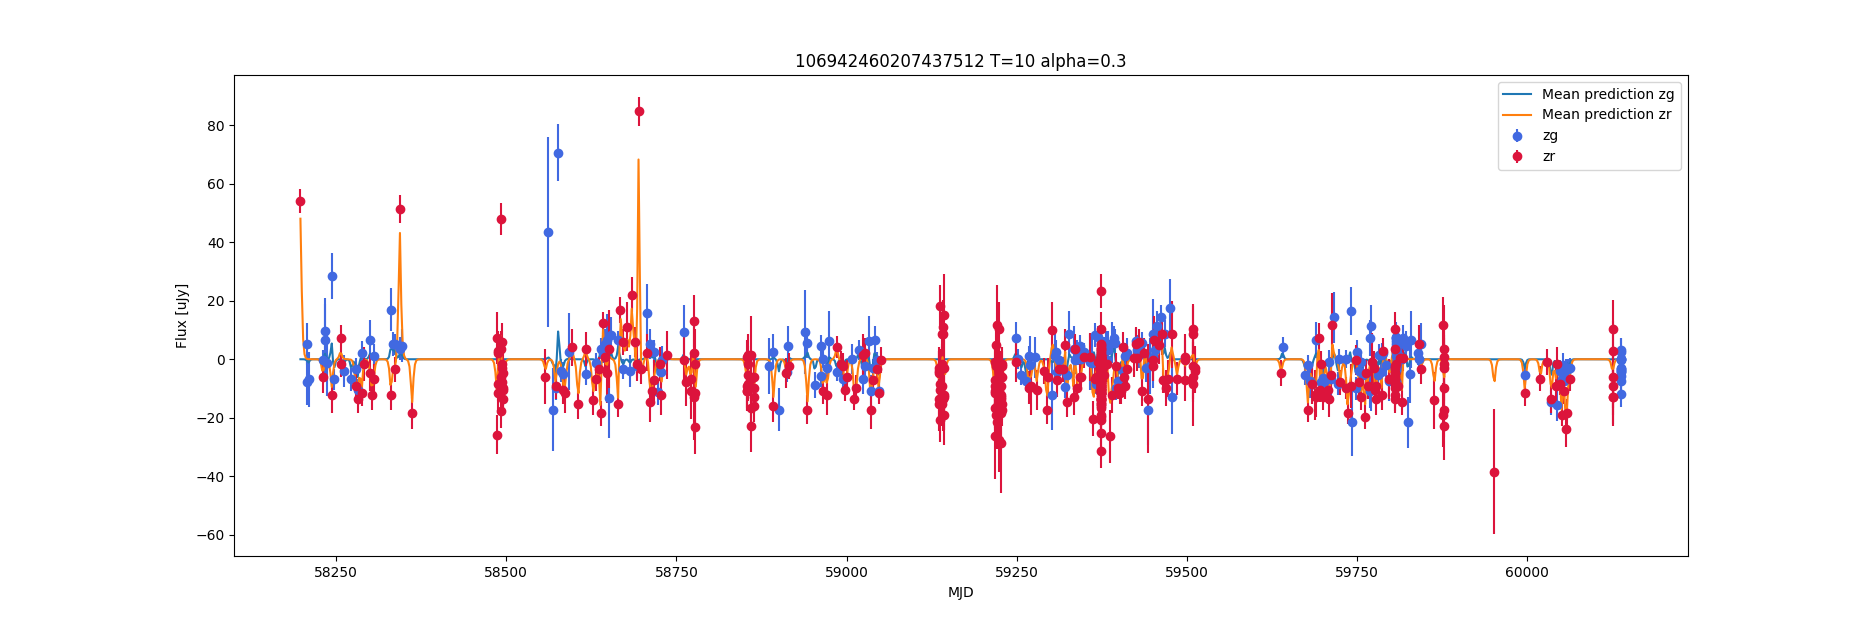 106942460207437512 T=10 alpha=0.3
Mean prediction zg
Mean prediction zr
zg
zr
Flux [uJy]
80
60
40
20
0
−20
−40
−60
58250
58500
58750
59000
59250
59500
59750
60000
MJD